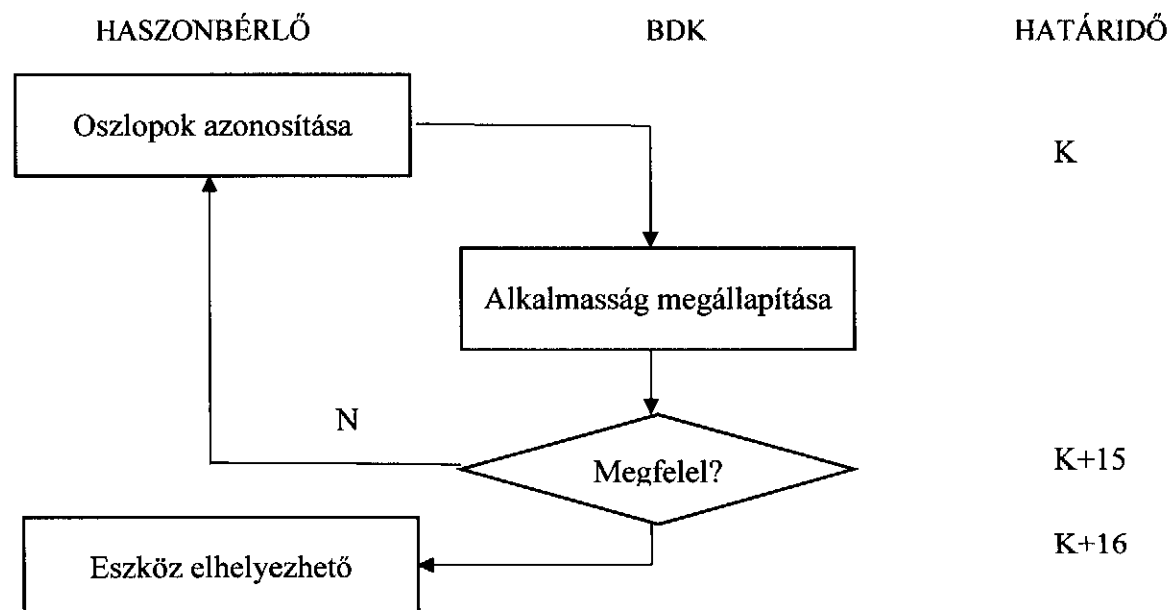 HASZONBÉRLŐ BDK HATÁRIDŐ
Oszlopok azonosítása
K
Alkalmasság megállapítása
N
Megfelel?
K+15
K+16
Eszköz elhelyezhető